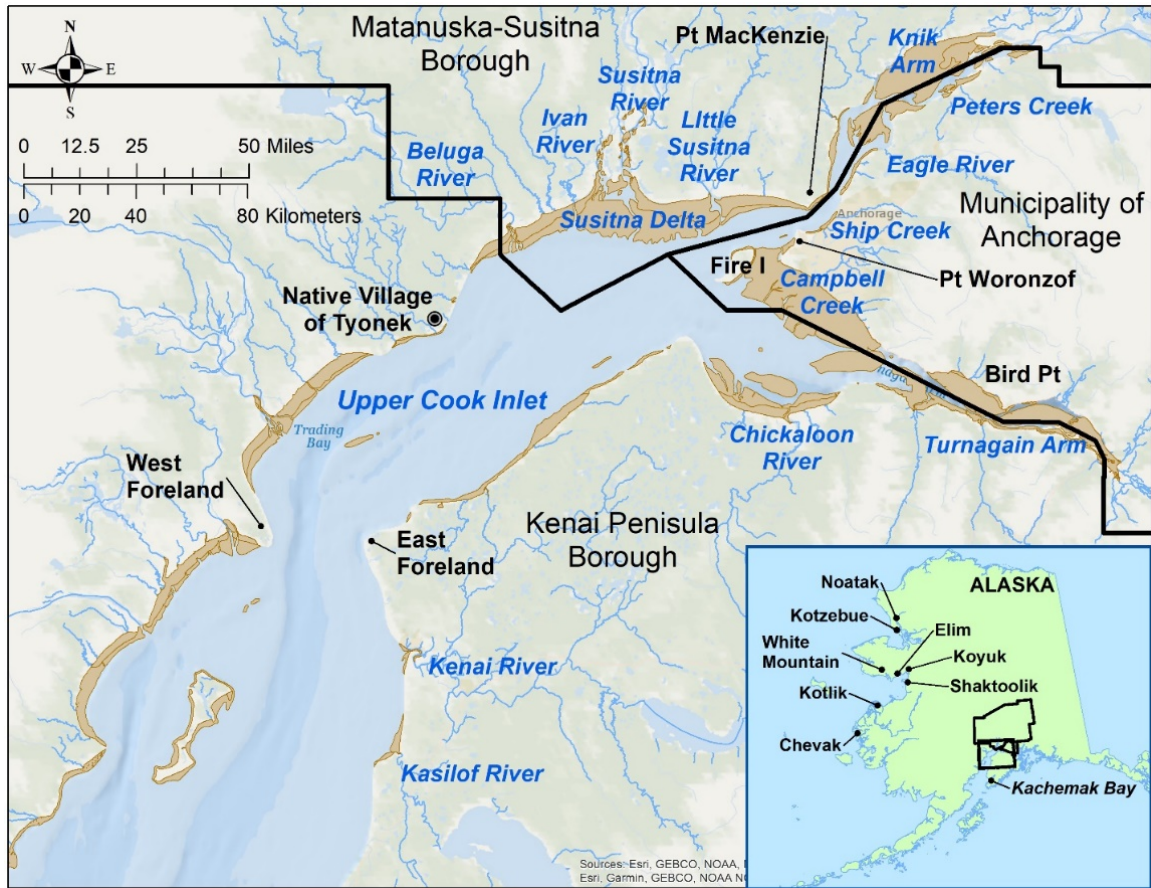 Matanuska-Susitna
Borough
Pt MacKenzie
Knik
Arm
N
W
E
S
Susitna
River
Ivan
River
LIttle
Susitna
River
Peters Creek
0 12.5 25 50 Miles
Beluga
River
Eagle River
0 20 40 80 Kilometers
Susitna Delta
Anchorage
Ship Creek
Municipality of
Anchorage
Fire I
Campbell
Creek
Pt Woronzof
Native Village
of Tyonek
Bird Pt
Upper Cook Inlet
Trading
Bay
Chickaloon
River
Turnagain Arm
West
Foreland
East
Foreland
Kenai Penisula
Borough
Kenai River
Kasilof River
ALASKA
Noatak
Kotzebue
White
Mountain
Elim
Koyuk
Shaktoolik
Kotlik
Chevak
Kachemak Bay
Sources: Esri, GEBCO, NOAA,
Esri, Garmin, GEBCO, NOAA